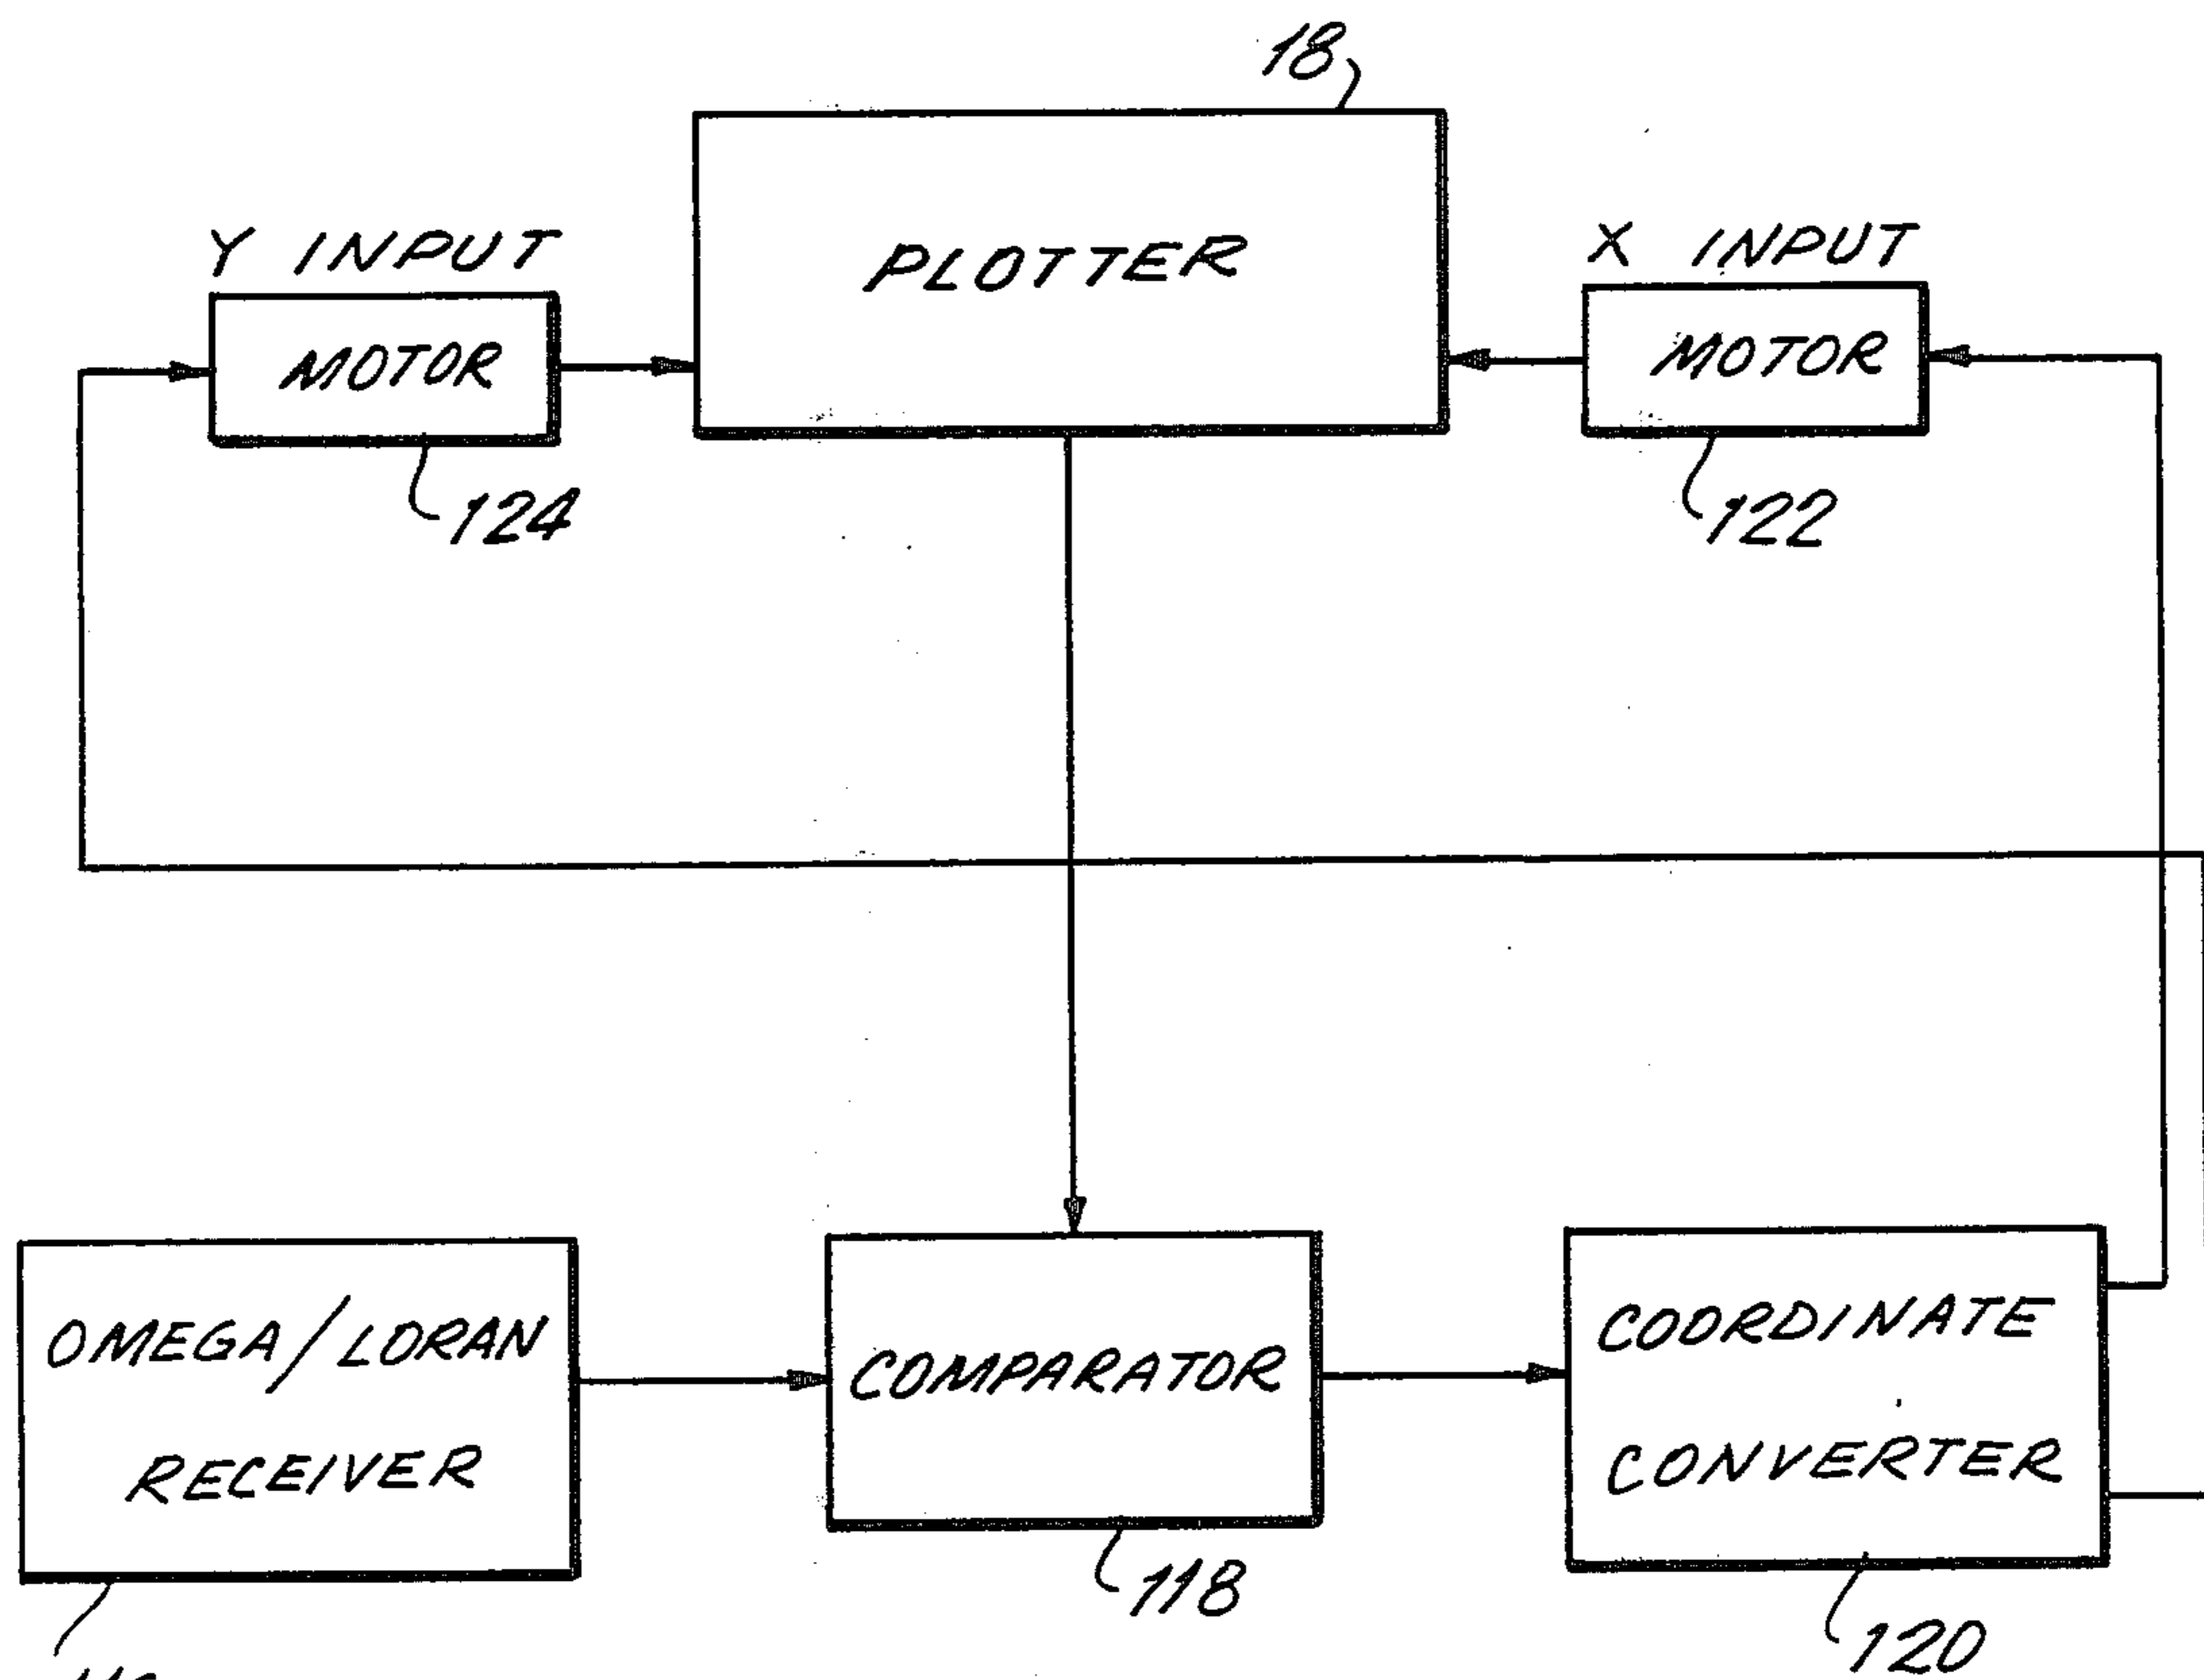 18
PLOTTER
Y INPUT
MOTOR
124
X INPUT
MOTOR
122
OMEGA/LORAN
RECEIVER
COMPARATOR
118
COORDINATE
CONVERTER
120